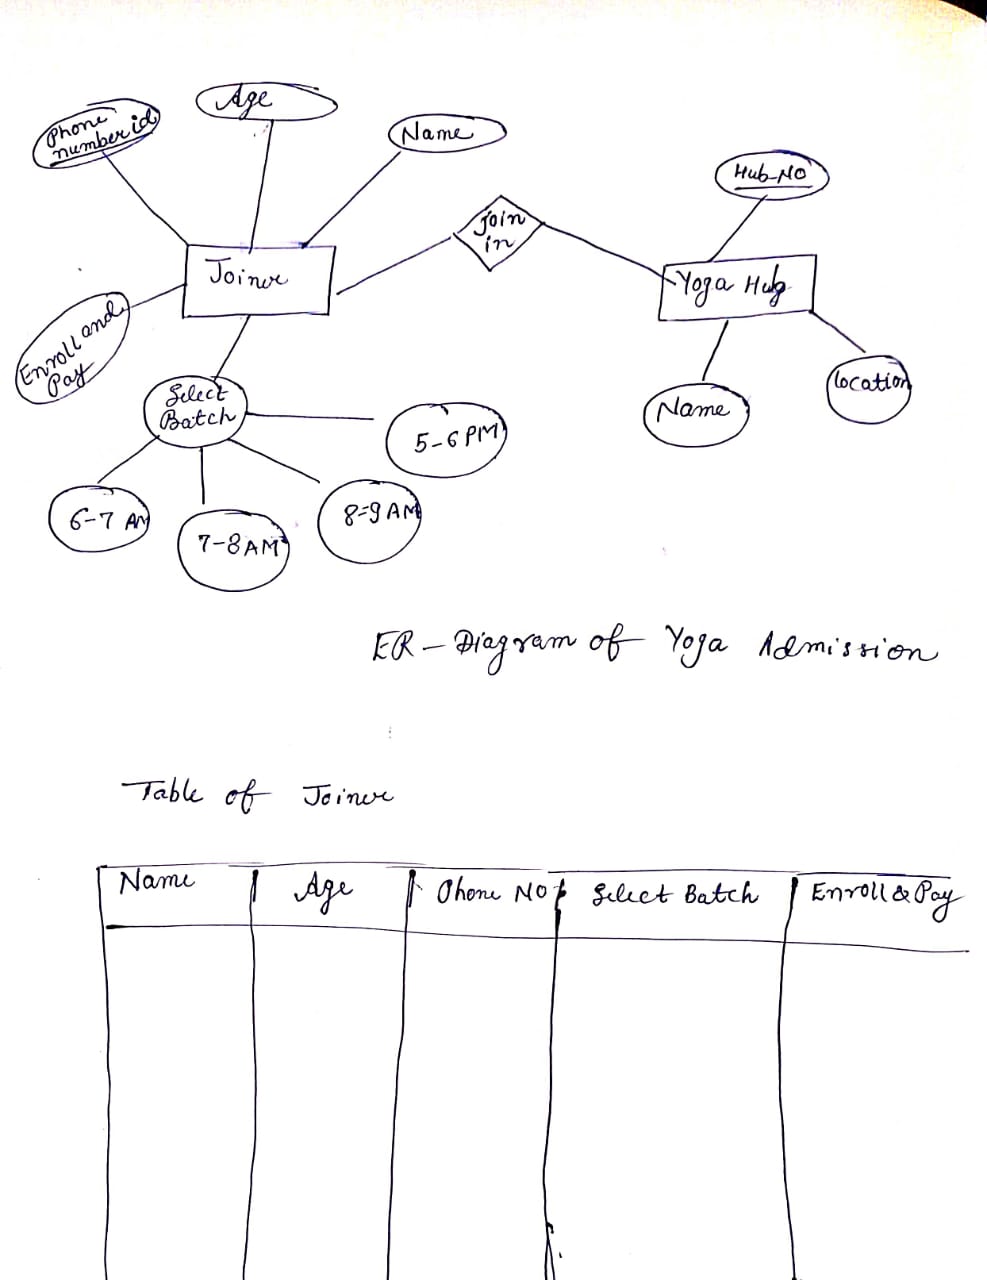 Age
Phone
number id
Name
Hub-No
Join
in
Joiner
Yoga Hub
Enroll and
Pay
Select
Batch
location
Name
5-6 PM
6-7 AM
8-9 AM
7-8 AM
ER - Diagram of Yoga Admission
Table of Joiner
Name Age Phone NO Select Batch Enroll & Pay